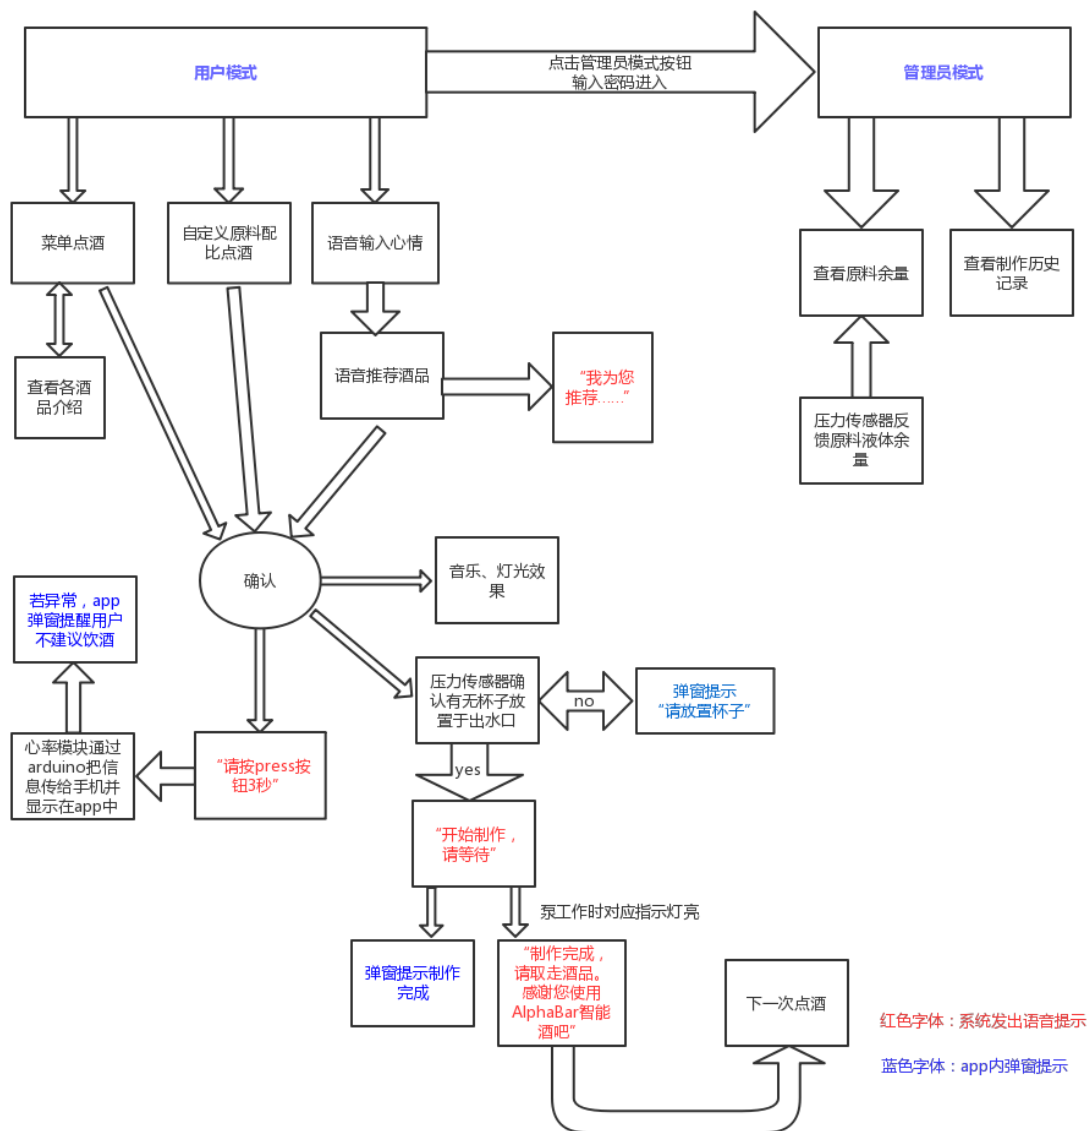 用户模式
点击管理员模式按钮
输入密码进入
管理员模式
菜单点酒
自定义原料配
比点酒
语音输入心情
查看原料余量
查看制作历史
记录
查看各酒
品介绍
语音推荐酒品
“我为您
推荐……”
压力传感器反
馈原料液体余
量
确认
音乐、灯光效
果
若异常，app
弹窗提醒用户
不建议饮酒
压力传感器确
认有无杯子放
置于出水口
no
弹窗提示
“请放置杯子”
心率模块通过
arduino把信
息传给手机并
显示在app中
“请按press按
钮3秒”
yes
“开始制作，
请等待”
泵工作时对应指示灯亮
弹窗提示制作
完成
“制作完成，
请取走酒品。
感谢您使用
AlphaBar智能
酒吧”
下一次点酒
红色字体：系统发出语音提示
蓝色字体：app内弹窗提示